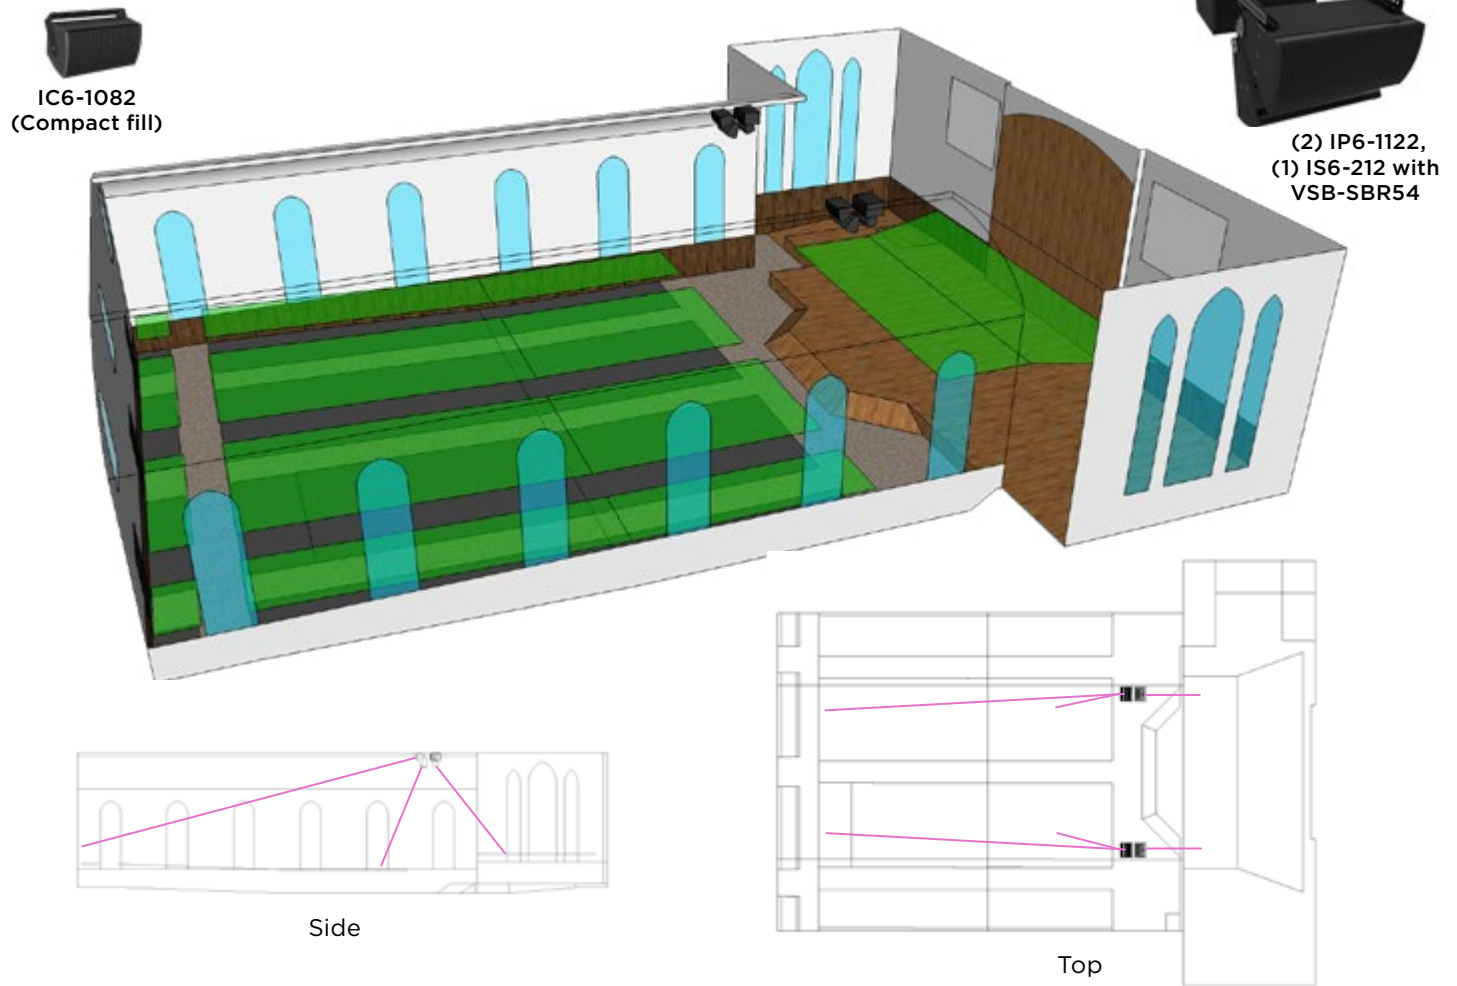 IC6-1082
(Compact fill)
(2) IP6-1122,
(1) IS6-212 with
VSB-SBR54
Side
Top